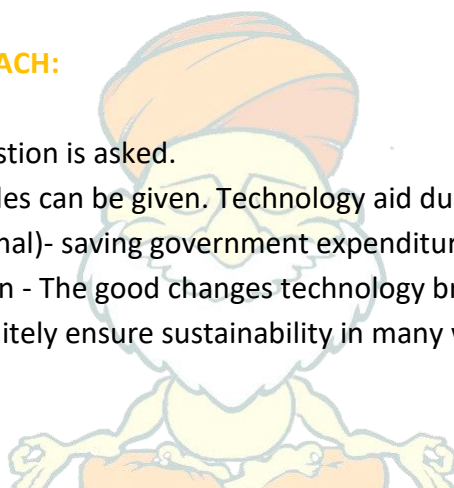 ACH:
stion is asked.
les can be given. Technology aid du
nal)- saving government expenditur
n - The good changes technology br
itely ensure sustainability in many